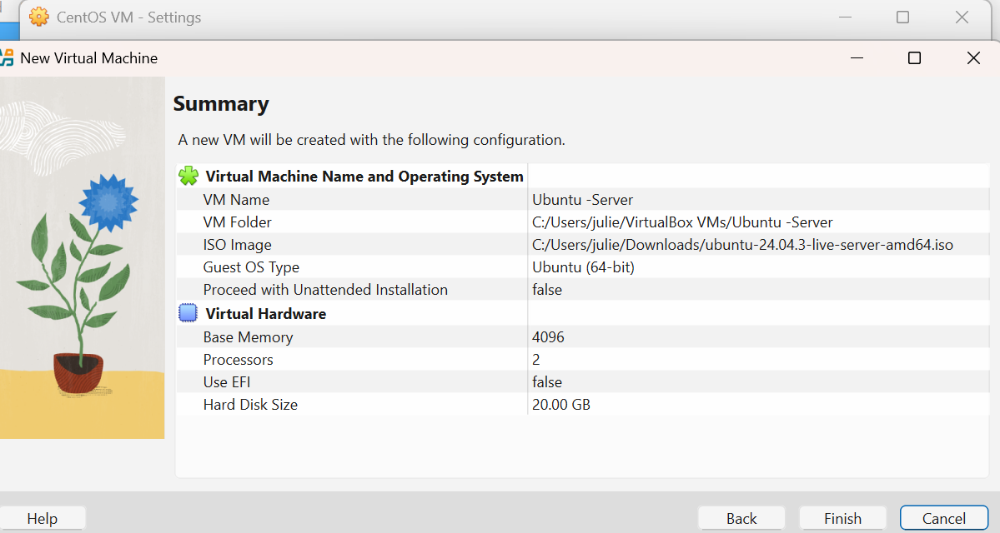 CentOS VM - Settings
New Virtual Machine
Summary
A new VM will be created with the following configuration.
Virtual Machine Name and Operating System
VM Name Ubuntu -Server
VM Folder C:/Users/julie/VirtualBox VMs/Ubuntu -Server
ISO Image C:/Users/julie/Downloads/ubuntu-24.04.3-live-server-amd64.iso
Guest OS Type Ubuntu (64-bit)
Proceed with Unattended Installation false
Virtual Hardware
Base Memory 4096
Processors 2
Use EFI false
Hard Disk Size 20.00 GB
Help Back Finish Cancel